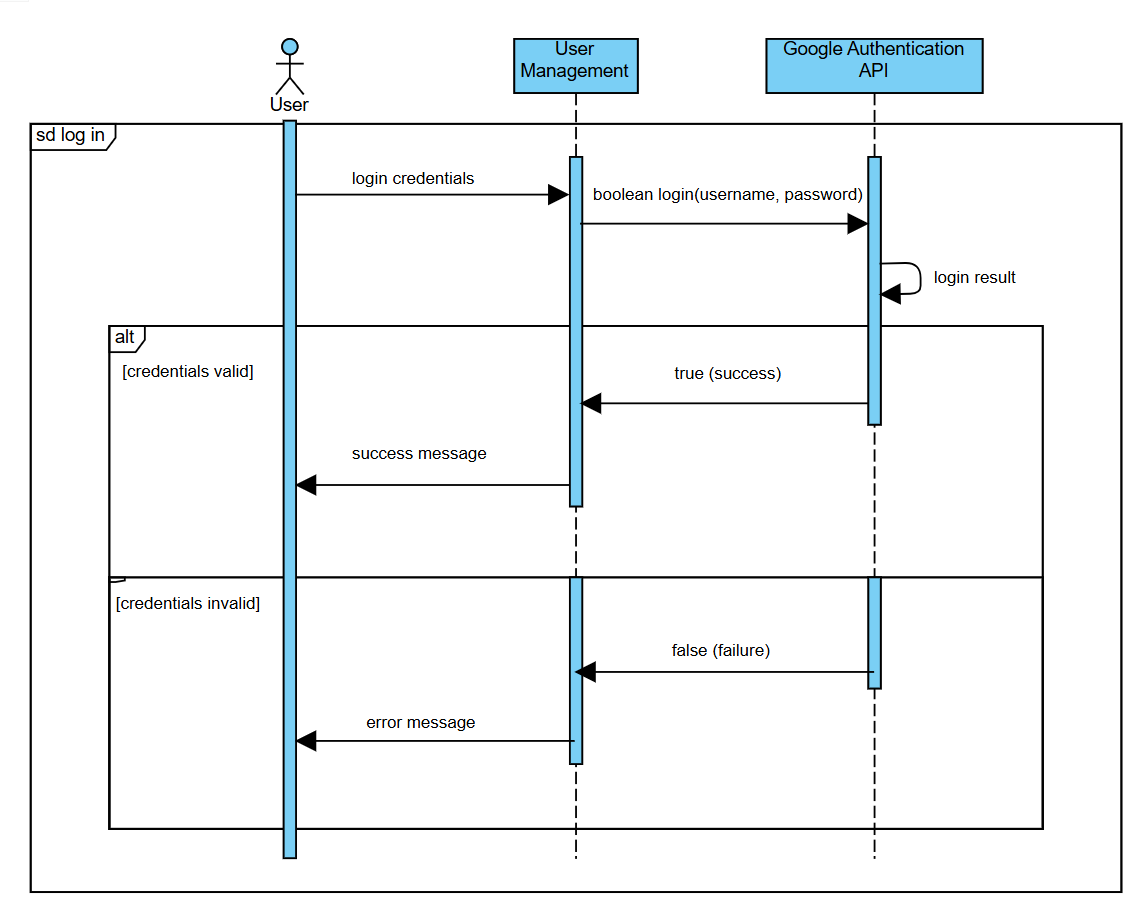 User
User
Management
Google Authentication
API
sd log in
login credentials
boolean login(username, password)
login result
alt
[credentials valid]
true (success)
success message
[credentials invalid]
false (failure)
error message